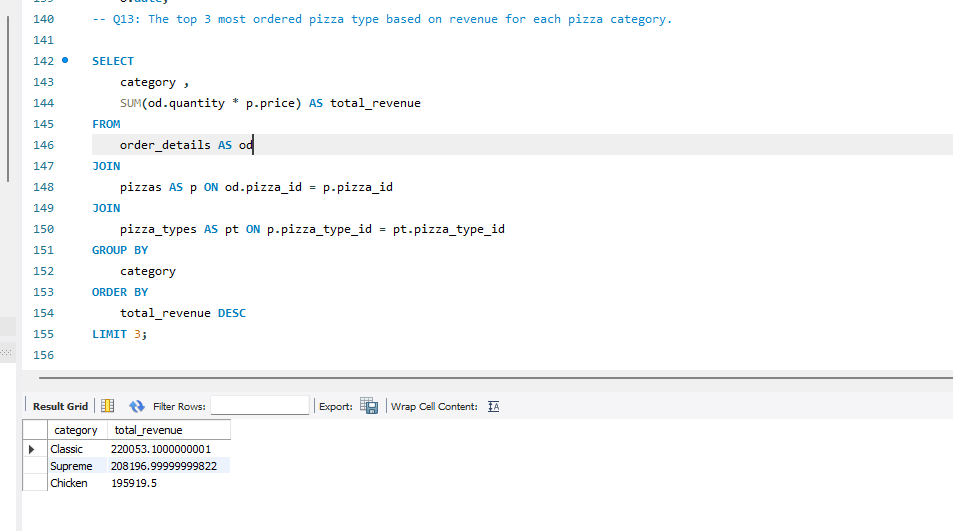 140 -- Q13: The top 3 most ordered pizza type based on revenue for each pizza category.
141
142 SELECT
143 category ,
144 SUM(od.quantity * p.price) AS total_revenue
145 FROM
146 order_details AS od
147 JOIN
148 pizzas AS p ON od.pizza_id = p.pizza_id
149 JOIN
150 pizza_types AS pt ON p.pizza_type_id = pt.pizza_type_id
151 GROUP BY
152 category
153 ORDER BY
154 total_revenue DESC
155 LIMIT 3;
156
Result Grid Filter Rows: Export: Wrap Cell Content:
category total_revenue
Classic 220053.1000000001
Supreme 208196.99999999822
Chicken 195919.5